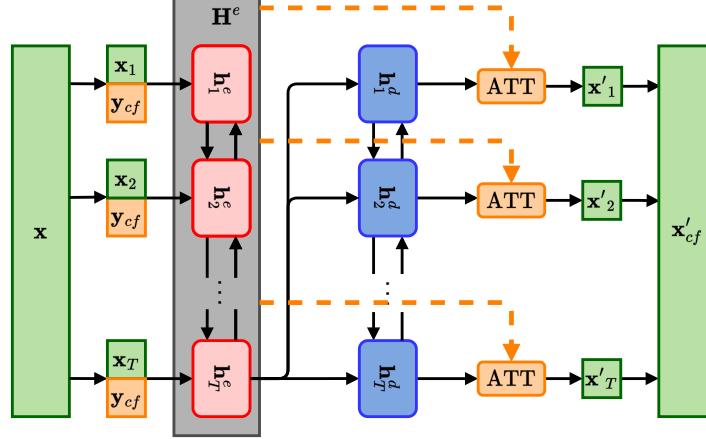 H^e
x
x_1
y_cf
h_1^e
h_1^d
ATT
x'_1
x_2
y_cf
h_2^e
h_2^d
ATT
x'_2
x'_cf
⋮
⋮
x_T
y_cf
h_T^e
h_T^d
ATT
x'_T